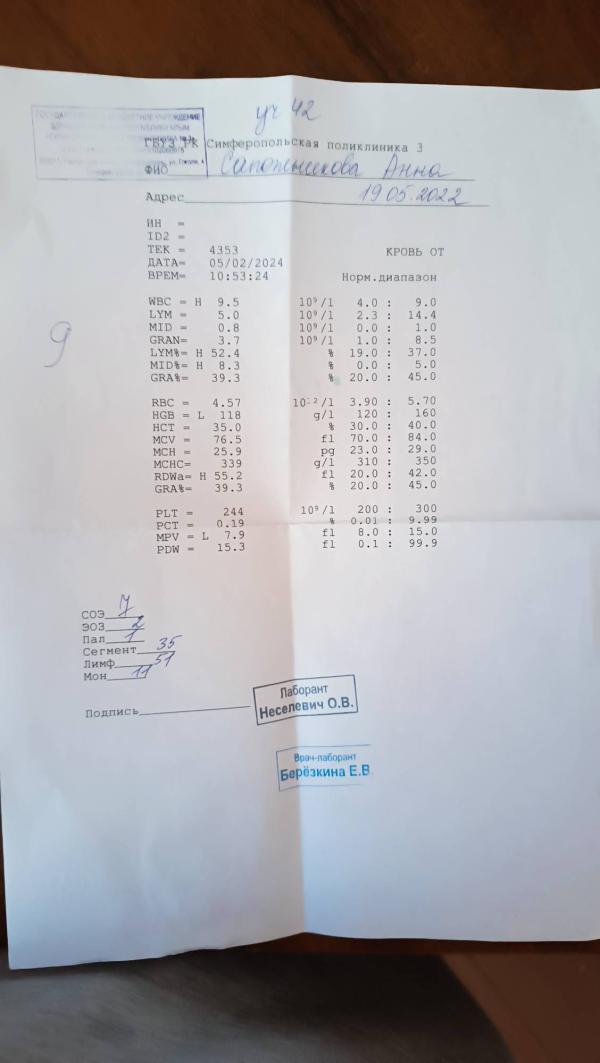 уч 42
ГОСУДАРСТВЕННОЕ БЮДЖЕТНОЕ УЧРЕЖДЕНИЕ
ГБУЗ РК Симферопольская поликлиника 3
ФИО Сапожникова Анна
Адрес 19.05.2022
ИН =
ID2 =
ТЕК = 4353 КРОВЬ ОТ
ДАТА= 05/02/2024
ВРЕМ= 10:53:24 Норм.диапазон
WBC = H 9.5 10⁹/l 4.0 : 9.0
LYM = 5.0 10⁹/l 2.3 : 14.4
MID = 0.8 10⁹/l 0.0 : 1.0
GRAN= 3.7 10⁹/l 1.0 : 8.5
LYM%= H 52.4 % 19.0 : 37.0
MID%= H 8.3 % 0.0 : 5.0
GRA%= 39.3 % 20.0 : 45.0
9
RBC = 4.57 10¹²/l 3.90 : 5.70
HGB = L 118 g/l 120 : 160
HCT = 35.0 % 30.0 : 40.0
MCV = 76.5 fl 70.0 : 84.0
MCH = 25.9 pg 23.0 : 29.0
MCHC= 339 g/l 310 : 350
RDWa= H 55.2 fl 20.0 : 42.0
GRA%= 39.3 % 20.0 : 45.0
PLT = 244 10⁹/l 200 : 300
PCT = 0.19 % 0.01 : 9.99
MPV = L 7.9 fl 8.0 : 15.0
PDW = 15.3 fl 0.1 : 99.9
СОЭ 7
ЭОЗ 2
Пал 1
Сегмент 35
Лимф 51
Мон 11
Подпись
Лаборант
Неселевич О.В.
Врач-лаборант
Берёзкина Е.В.